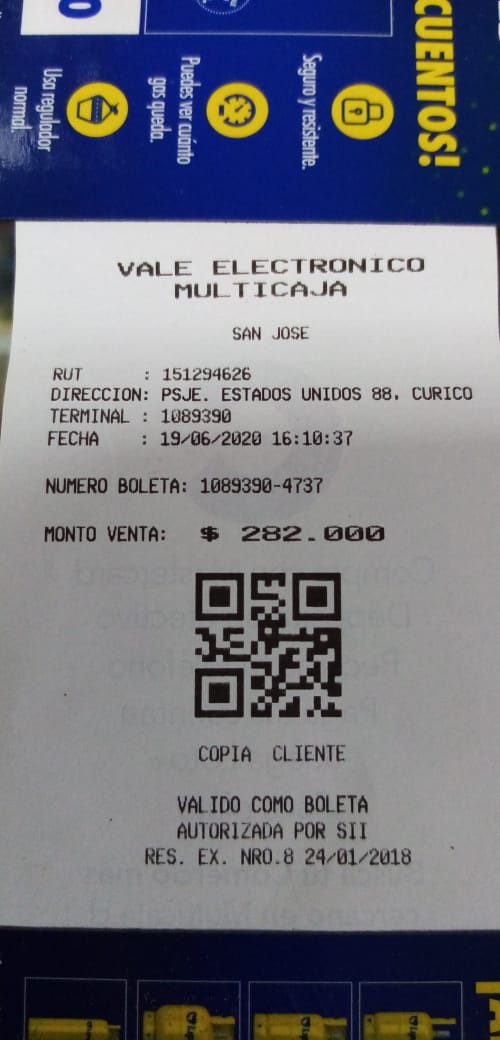 CUENTOS!
Seguro y resistente.
Puedes ver cuánto
gas queda.
Usa regulador
normal.
VALE ELECTRONICO
MULTICAJA
SAN JOSE
RUT : 151294626
DIRECCION: PSJE. ESTADOS UNIDOS 88, CURICO
TERMINAL : 1089390
FECHA : 19/06/2020 16:10:37
NUMERO BOLETA: 1089390-4737
MONTO VENTA: $ 282.000
COPIA CLIENTE
VALIDO COMO BOLETA
AUTORIZADA POR SII
RES. EX. NRO.8 24/01/2018